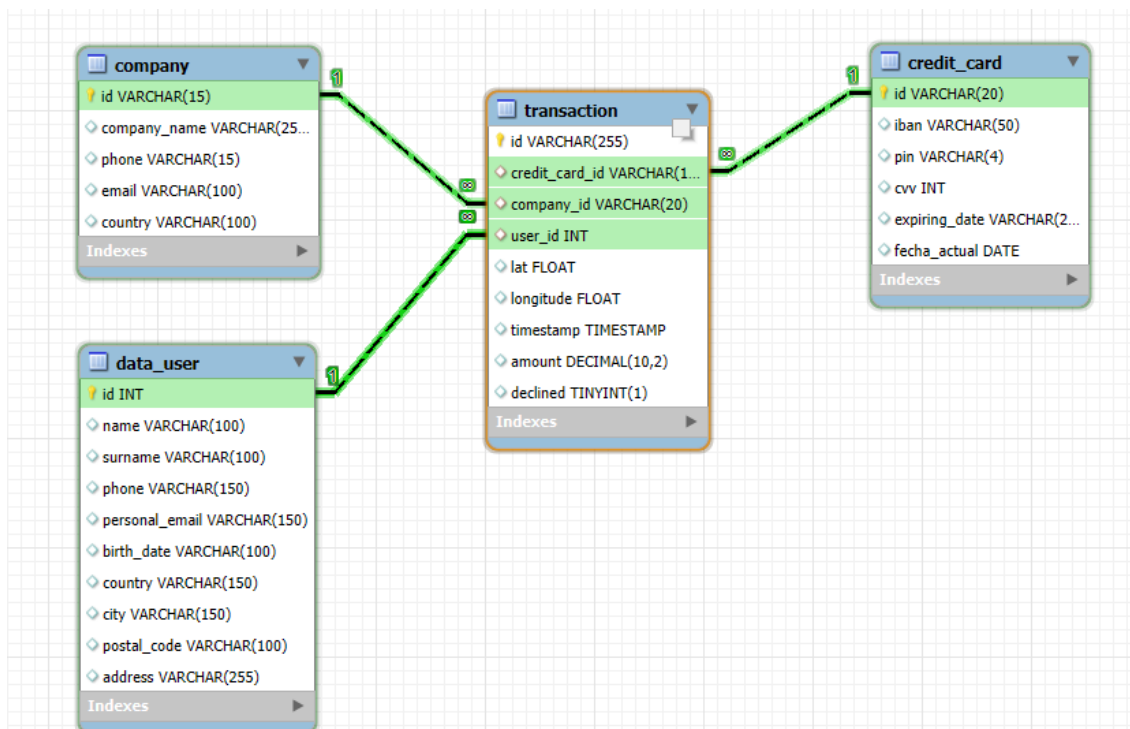 company
id VARCHAR(15)
company_name VARCHAR(25...
phone VARCHAR(15)
email VARCHAR(100)
country VARCHAR(100)
Indexes
1
∞
∞
1
data_user
id INT
name VARCHAR(100)
surname VARCHAR(100)
phone VARCHAR(150)
personal_email VARCHAR(150)
birth_date VARCHAR(100)
country VARCHAR(150)
city VARCHAR(150)
postal_code VARCHAR(100)
address VARCHAR(255)
Indexes
transaction
id VARCHAR(255)
credit_card_id VARCHAR(1...
company_id VARCHAR(20)
user_id INT
lat FLOAT
longitude FLOAT
timestamp TIMESTAMP
amount DECIMAL(10,2)
declined TINYINT(1)
Indexes
∞
1
credit_card
id VARCHAR(20)
iban VARCHAR(50)
pin VARCHAR(4)
cvv INT
expiring_date VARCHAR(2...
fecha_actual DATE
Indexes